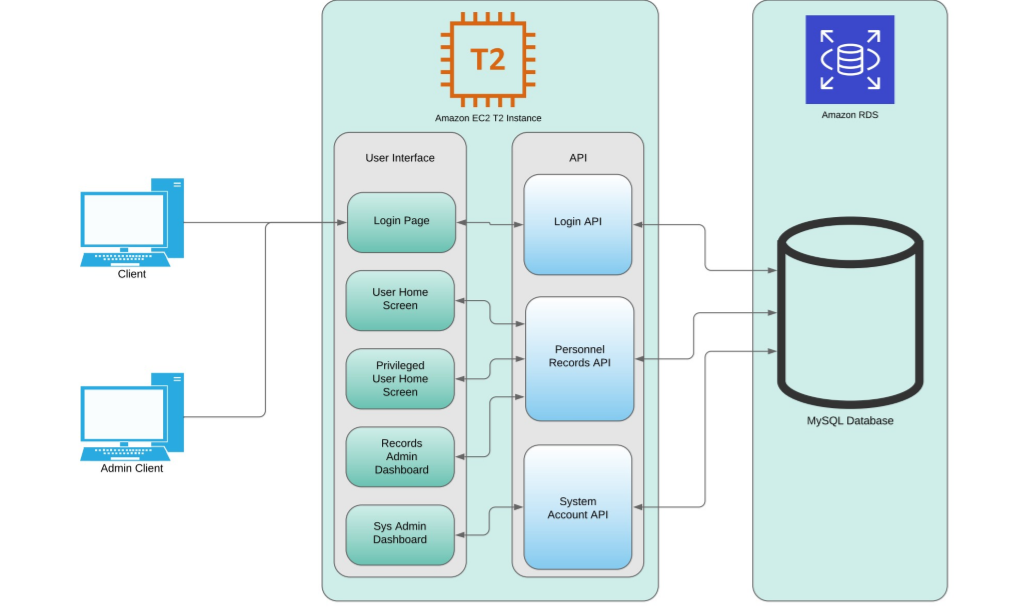 T2
Amazon EC2 T2 Instance
Amazon RDS
User Interface
API
Login Page
Login API
Client
User Home
Screen
Privileged
User Home
Screen
Personnel
Records API
MySQL Database
Records
Admin
Dashboard
Admin Client
Sys Admin
Dashboard
System
Account API